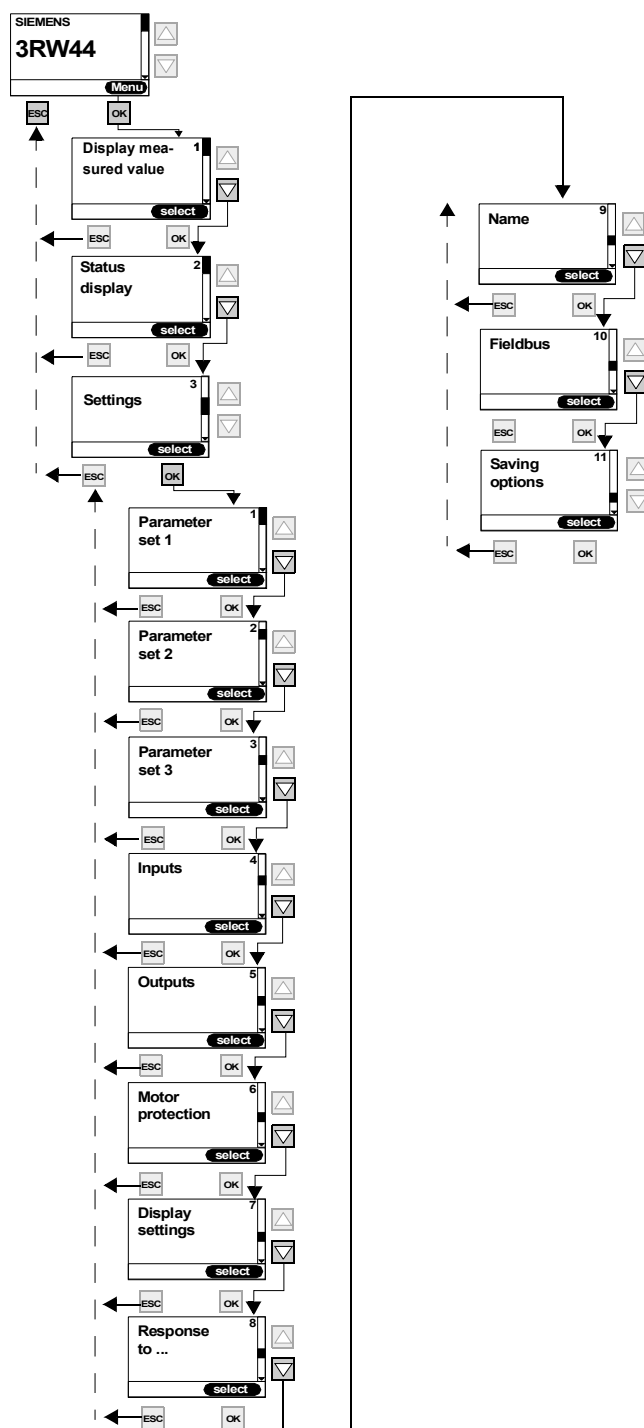 SIEMENS
3RW44
Menu
ESC
OK
Display mea-
sured value
1
select
ESC
OK
Status
display
2
select
ESC
OK
Settings
3
select
ESC
OK
Parameter
set 1
1
select
ESC
OK
Parameter
set 2
2
select
ESC
OK
Parameter
set 3
3
select
ESC
OK
Inputs
4
select
ESC
OK
Outputs
5
select
ESC
OK
Motor
protection
6
select
ESC
OK
Display
settings
7
select
ESC
OK
Response
to ...
8
select
ESC
OK
Name
9
select
ESC
OK
Fieldbus
10
select
ESC
OK
Saving
options
11
select
ESC
OK